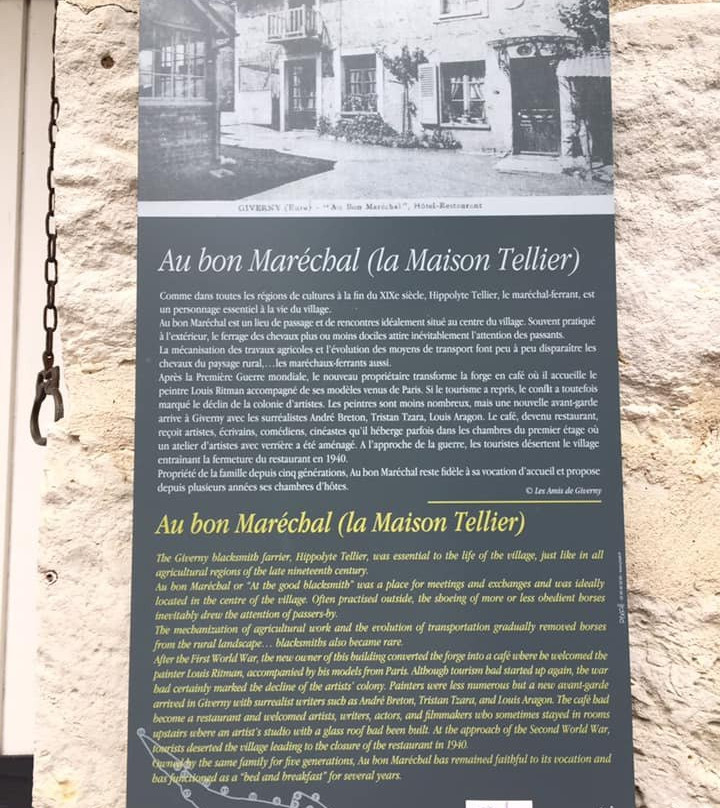 GIVERNY (Eure) - "Au Bon Maréchal", Hôtel-Restaurant
Au bon Maréchal (la Maison Tellier)
Comme dans toutes les régions de cultures à la fin du XIXe siècle, Hippolyte Tellier, le maréchal-ferrant, est
un personnage essentiel à la vie du village.
Au bon Maréchal est un lieu de passage et de rencontres idéalement situé au centre du village. Souvent pratiqué
à l'extérieur, le ferrage des chevaux plus ou moins dociles attire inévitablement l'attention des passants.
La mécanisation des travaux agricoles et l'évolution des moyens de transport font peu à peu disparaître les
chevaux du paysage rural,…les maréchaux-ferrants aussi.
Après la Première Guerre mondiale, le nouveau propriétaire transforme la forge en café où il accueille le
peintre Louis Ritman accompagné de ses modèles venus de Paris. Si le tourisme a repris, le conflit a toutefois
marqué le déclin de la colonie d'artistes. Les peintres sont moins nombreux, mais une nouvelle avant-garde
arrive à Giverny avec les surréalistes André Breton, Tristan Tzara, Louis Aragon. Le café, devenu restaurant,
reçoit artistes, écrivains, comédiens, cinéastes qu'il héberge parfois dans les chambres du premier étage où
un atelier d'artistes avec verrière a été aménagé. A l'approche de la guerre, les touristes désertent le village
entraînant la fermeture du restaurant en 1940.
Propriété de la famille depuis cinq générations, Au bon Maréchal reste fidèle à sa vocation d'accueil et propose
depuis plusieurs années ses chambres d'hôtes.
© Les Amis de Giverny
Au bon Maréchal (la Maison Tellier)
The Giverny blacksmith farrier, Hippolyte Tellier, was essential to the life of the village, just like in all
agricultural regions of the late nineteenth century.
Au bon Maréchal or "At the good blacksmith" was a place for meetings and exchanges and was ideally
located in the centre of the village. Often practised outside, the shoeing of more or less obedient horses
inevitably drew the attention of passers-by.
The mechanization of agricultural work and the evolution of transportation gradually removed horses
from the rural landscape… blacksmiths also became rare.
After the First World War, the new owner of this building converted the forge into a café where be welcomed the
painter Louis Ritman, accompanied by his models from Paris. Although tourism had started up again, the war
had certainly marked the decline of the artists' colony. Painters were less numerous but a new avant-garde
arrived in Giverny with surrealist writers such as André Breton, Tristan Tzara, and Louis Aragon. The café had
become a restaurant and welcomed artists, writers, actors, and filmmakers who sometimes stayed in rooms
upstairs where an artist's studio with a glass roof had been built. At the approach of the Second World War,
tourists deserted the village leading to the closure of the restaurant in 1940.
Owned by the same family for five generations, Au bon Maréchal has remained faithful to its vocation and
has functioned as a "bed and breakfast" for several years.